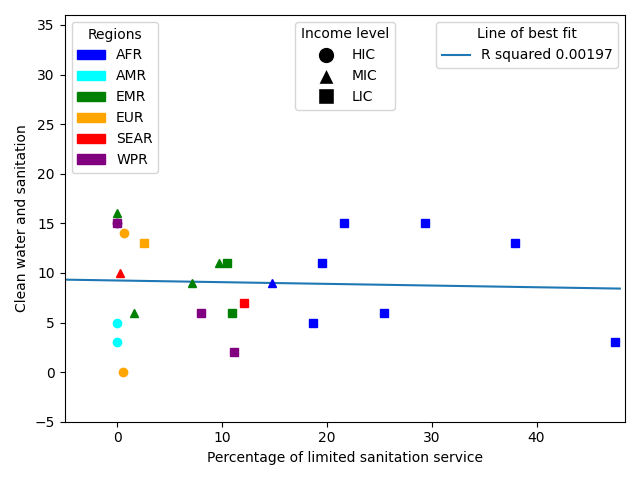 Regions
AFR
AMR
EMR
EUR
SEAR
WPR
Income level
HIC
MIC
LIC
Line of best fit
R squared 0.00197
Clean water and sanitation
35
30
25
20
15
10
5
0
−5
0
10
20
30
40
Percentage of limited sanitation service